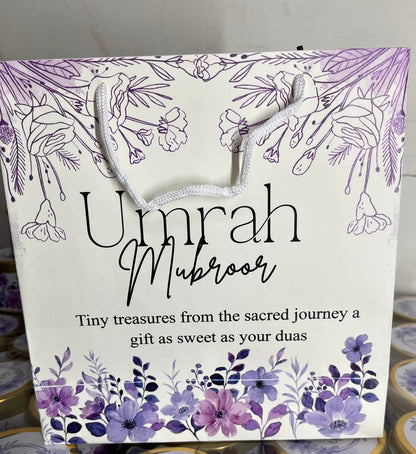 Umrah
Mubroor
Tiny treasures from the sacred journey a
gift as sweet as your duas